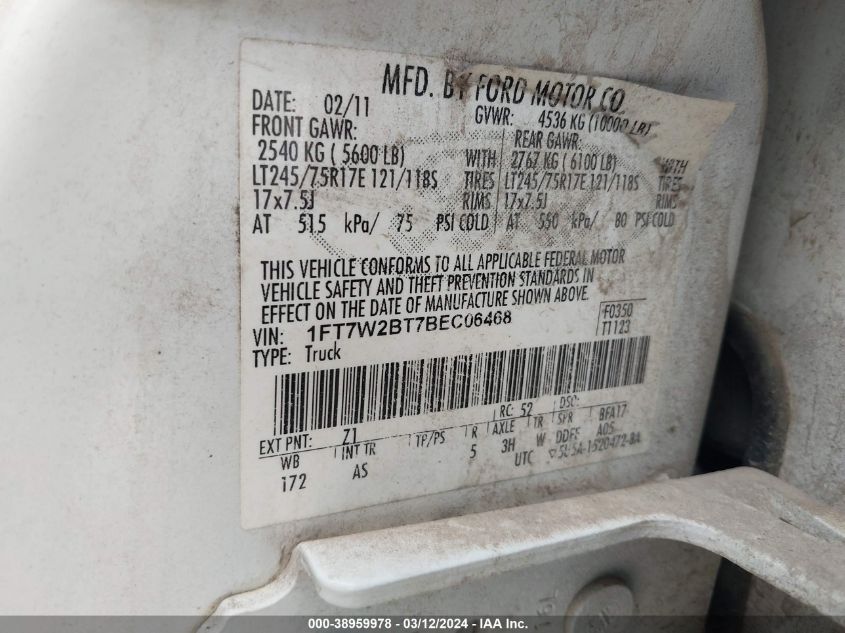 MFD. BY FORD MOTOR CO.
DATE: 02/11 GVWR: 4536 KG (10000 LB)
FRONT GAWR: REAR GAWR:
2540 KG ( 5600 LB) WITH 2767 KG ( 6100 LB) WITH
LT245/75R17E 121/118S TIRES LT245/75R17E 121/118S TIRES
17x7.5J RIMS 17x7.5J RIMS
AT 515 kPa/ 75 PSI COLD AT 550 kPa/ 80 PSI COLD
THIS VEHICLE CONFORMS TO ALL APPLICABLE FEDERAL MOTOR
VEHICLE SAFETY AND THEFT PREVENTION STANDARDS IN
EFFECT ON THE DATE OF MANUFACTURE SHOWN ABOVE.
VIN: 1FT7W2BT7BEC06468 F0350
TYPE: Truck T1123
EXT PNT: Z1 RC: 52 DSO:
WB INT TR TP/PS R AXLE TR SPR BFA17
172 AS 5 3H W DDFF A05
UTC
000-38959978 - 03/12/2024 - IAA Inc.